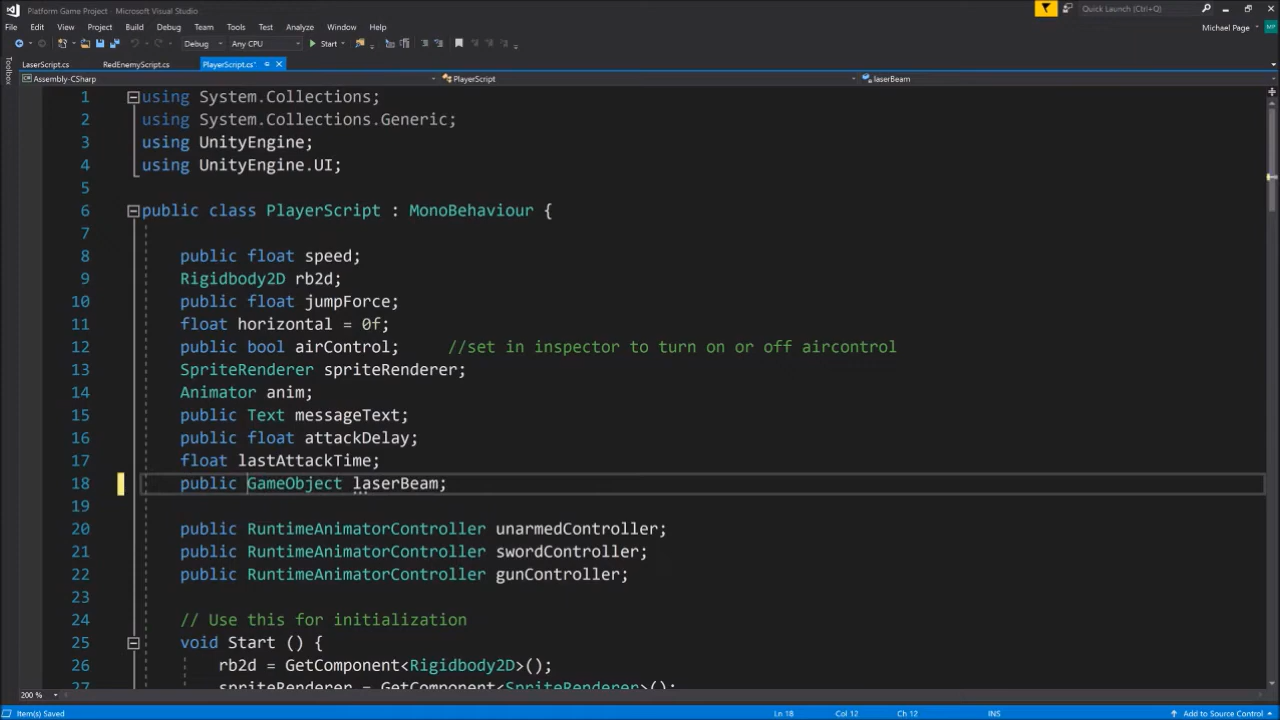 Platform Game Project - Microsoft Visual Studio
Quick Launch (Ctrl+Q)
File Edit View Project Build Debug Team Tools Test Analyze Window Help
Michael Page MP
Debug Any CPU Start
Toolbox
LaserScript.cs RedEnemyScript.cs PlayerScript.cs*
Assembly-CSharp PlayerScript laserBeam
1 using System.Collections;
2 using System.Collections.Generic;
3 using UnityEngine;
4 using UnityEngine.UI;
5
6 public class PlayerScript : MonoBehaviour {
7
8 public float speed;
9 Rigidbody2D rb2d;
10 public float jumpForce;
11 float horizontal = 0f;
12 public bool airControl; //set in inspector to turn on or off aircontrol
13 SpriteRenderer spriteRenderer;
14 Animator anim;
15 public Text messageText;
16 public float attackDelay;
17 float lastAttackTime;
18 public GameObject laserBeam;
19
20 public RuntimeAnimatorController unarmedController;
21 public RuntimeAnimatorController swordController;
22 public RuntimeAnimatorController gunController;
23
24 // Use this for initialization
25 void Start () {
26 rb2d = GetComponent<Rigidbody2D>();
27 spriteRenderer = GetComponent<SpriteRenderer>();
200 %
Item(s) Saved Ln 18 Col 12 Ch 12 INS Add to Source Control